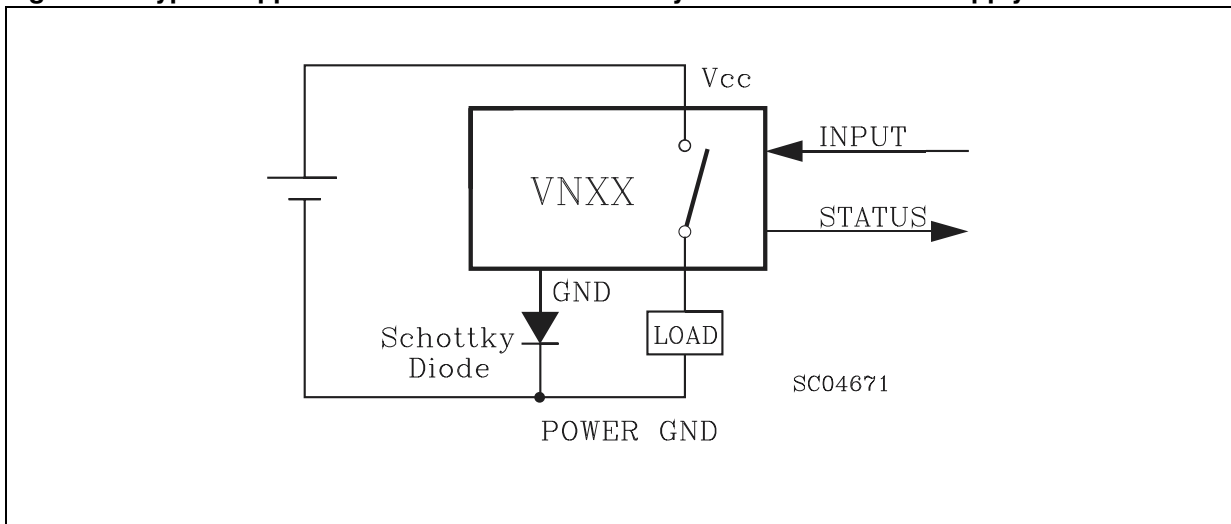 Vcc
INPUT
VNXX
STATUS
GND
Schottky
Diode
LOAD
SC04671
POWER GND